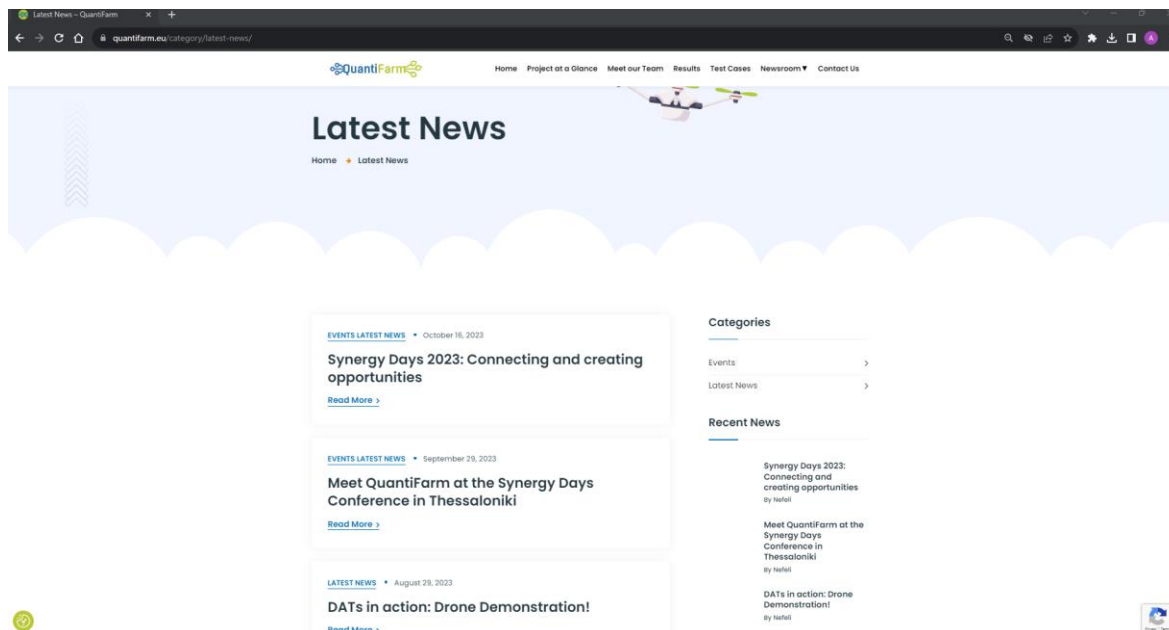 Latest News – QuantiFarm
quantifarm.eu/category/latest-news/
A
QuantiFarm
Home Project at a Glance Meet our Team Results Test Cases Newsroom▼ Contact Us
Latest News
Home Latest News
EVENTS LATEST NEWS • October 16, 2023
Synergy Days 2023: Connecting and creating
opportunities
Read More >
EVENTS LATEST NEWS • September 29, 2023
Meet QuantiFarm at the Synergy Days
Conference in Thessaloniki
Read More >
LATEST NEWS • August 29, 2023
DATs in action: Drone Demonstration!
Read More >
Categories
Events >
Latest News >
Recent News
Synergy Days 2023:
Connecting and
creating opportunities
By Nefeli
Meet QuantiFarm at the
Synergy Days
Conference in
Thessaloniki
By Nefeli
DATs in action: Drone
Demonstration!
By Nefeli